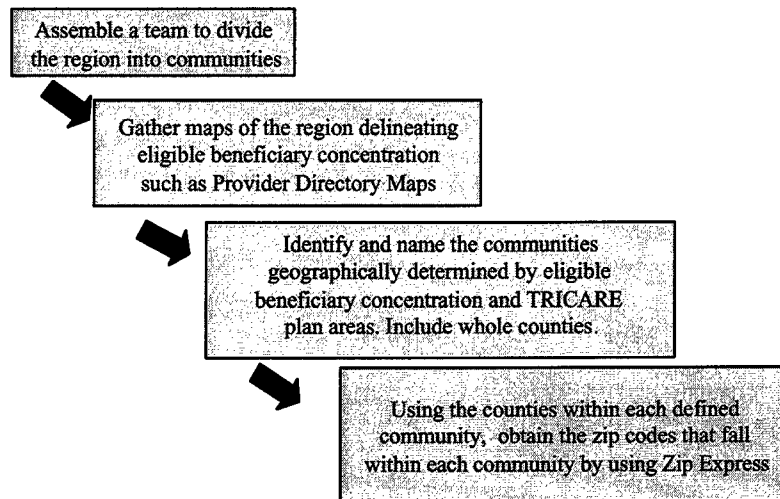 Assemble a team to divide
the region into communities
Gather maps of the region delineating
eligible beneficiary concentration
such as Provider Directory Maps
Identify and name the communities
geographically determined by eligible
beneficiary concentration and TRICARE
plan areas. Include whole counties.
Using the counties within each defined
community, obtain the zip codes that fall
within each community by using Zip Express